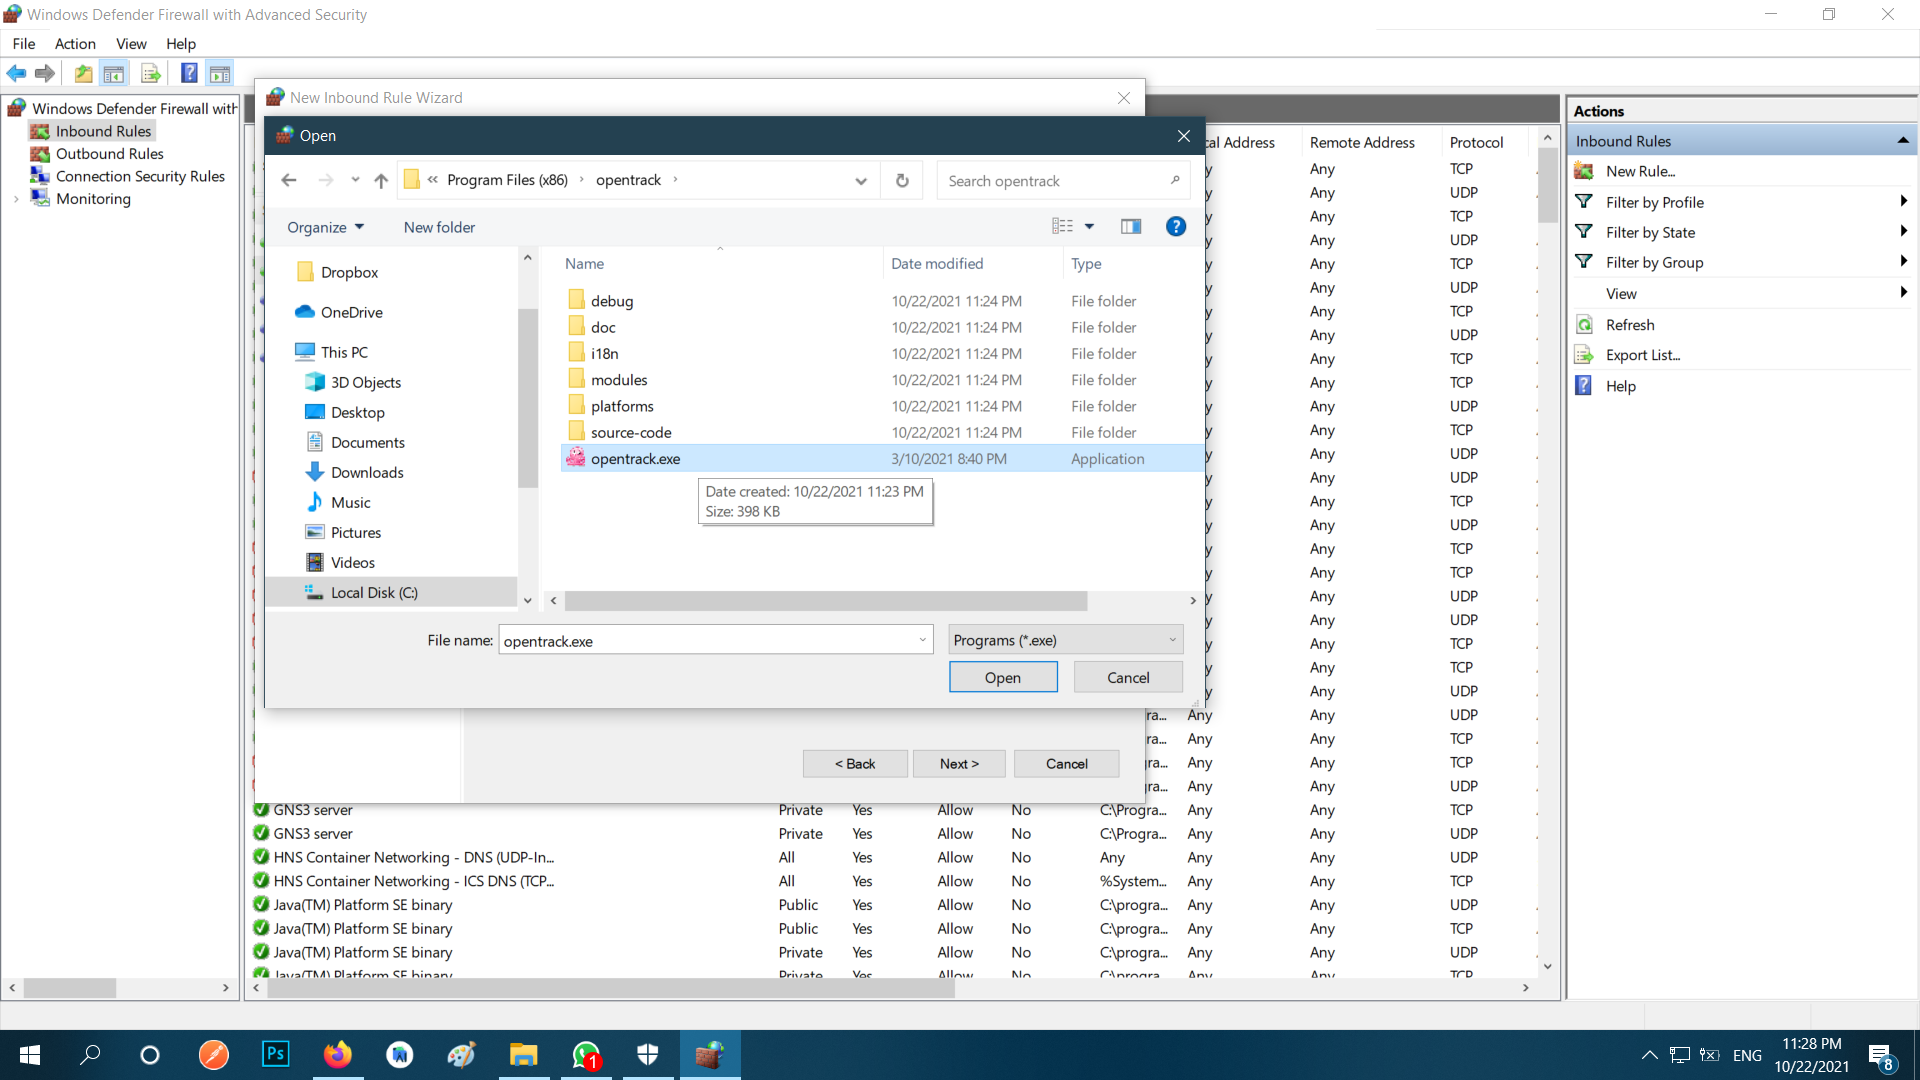 Windows Defender Firewall with Advanced Security
File Action View Help
Windows Defender Firewall with
Inbound Rules
Outbound Rules
Connection Security Rules
Monitoring
New Inbound Rule Wizard
Open
« Program Files (x86) › opentrack ›
Search opentrack
Organize New folder
Dropbox
OneDrive
This PC
3D Objects
Desktop
Documents
Downloads
Music
Pictures
Videos
Local Disk (C:)
Name Date modified Type
debug 10/22/2021 11:24 PM File folder
doc 10/22/2021 11:24 PM File folder
i18n 10/22/2021 11:24 PM File folder
modules 10/22/2021 11:24 PM File folder
platforms 10/22/2021 11:24 PM File folder
source-code 10/22/2021 11:24 PM File folder
opentrack.exe 3/10/2021 8:40 PM Application
Date created: 10/22/2021 11:23 PM
Size: 398 KB
File name: opentrack.exe Programs (*.exe)
Open Cancel
< Back Next > Cancel
cal Address Remote Address Protocol
y Any TCP
y Any UDP
y Any TCP
y Any UDP
y Any TCP
y Any UDP
y Any TCP
y Any UDP
y Any TCP
y Any TCP
y Any UDP
y Any TCP
y Any UDP
y Any UDP
y Any TCP
y Any UDP
y Any TCP
y Any TCP
y Any UDP
y Any UDP
y Any TCP
y Any TCP
y Any UDP
ra... Any Any UDP
ra... Any Any TCP
ra... Any Any TCP
ra... Any Any UDP
GNS3 server Private Yes Allow No C:\Progra... Any Any TCP
GNS3 server Private Yes Allow No C:\Progra... Any Any UDP
HNS Container Networking - DNS (UDP-In... All Yes Allow No Any Any Any UDP
HNS Container Networking - ICS DNS (TCP... All Yes Allow No %System... Any Any TCP
Java(TM) Platform SE binary Public Yes Allow No C:\progra... Any Any UDP
Java(TM) Platform SE binary Public Yes Allow No C:\progra... Any Any TCP
Java(TM) Platform SE binary Private Yes Allow No C:\progra... Any Any UDP
Java(TM) Platform SE binary Private Yes Allow No C:\progra... Any Any TCP
Actions
Inbound Rules
New Rule...
Filter by Profile
Filter by State
Filter by Group
View
Refresh
Export List...
Help
Ps
1
ENG
11:28 PM
10/22/2021
8